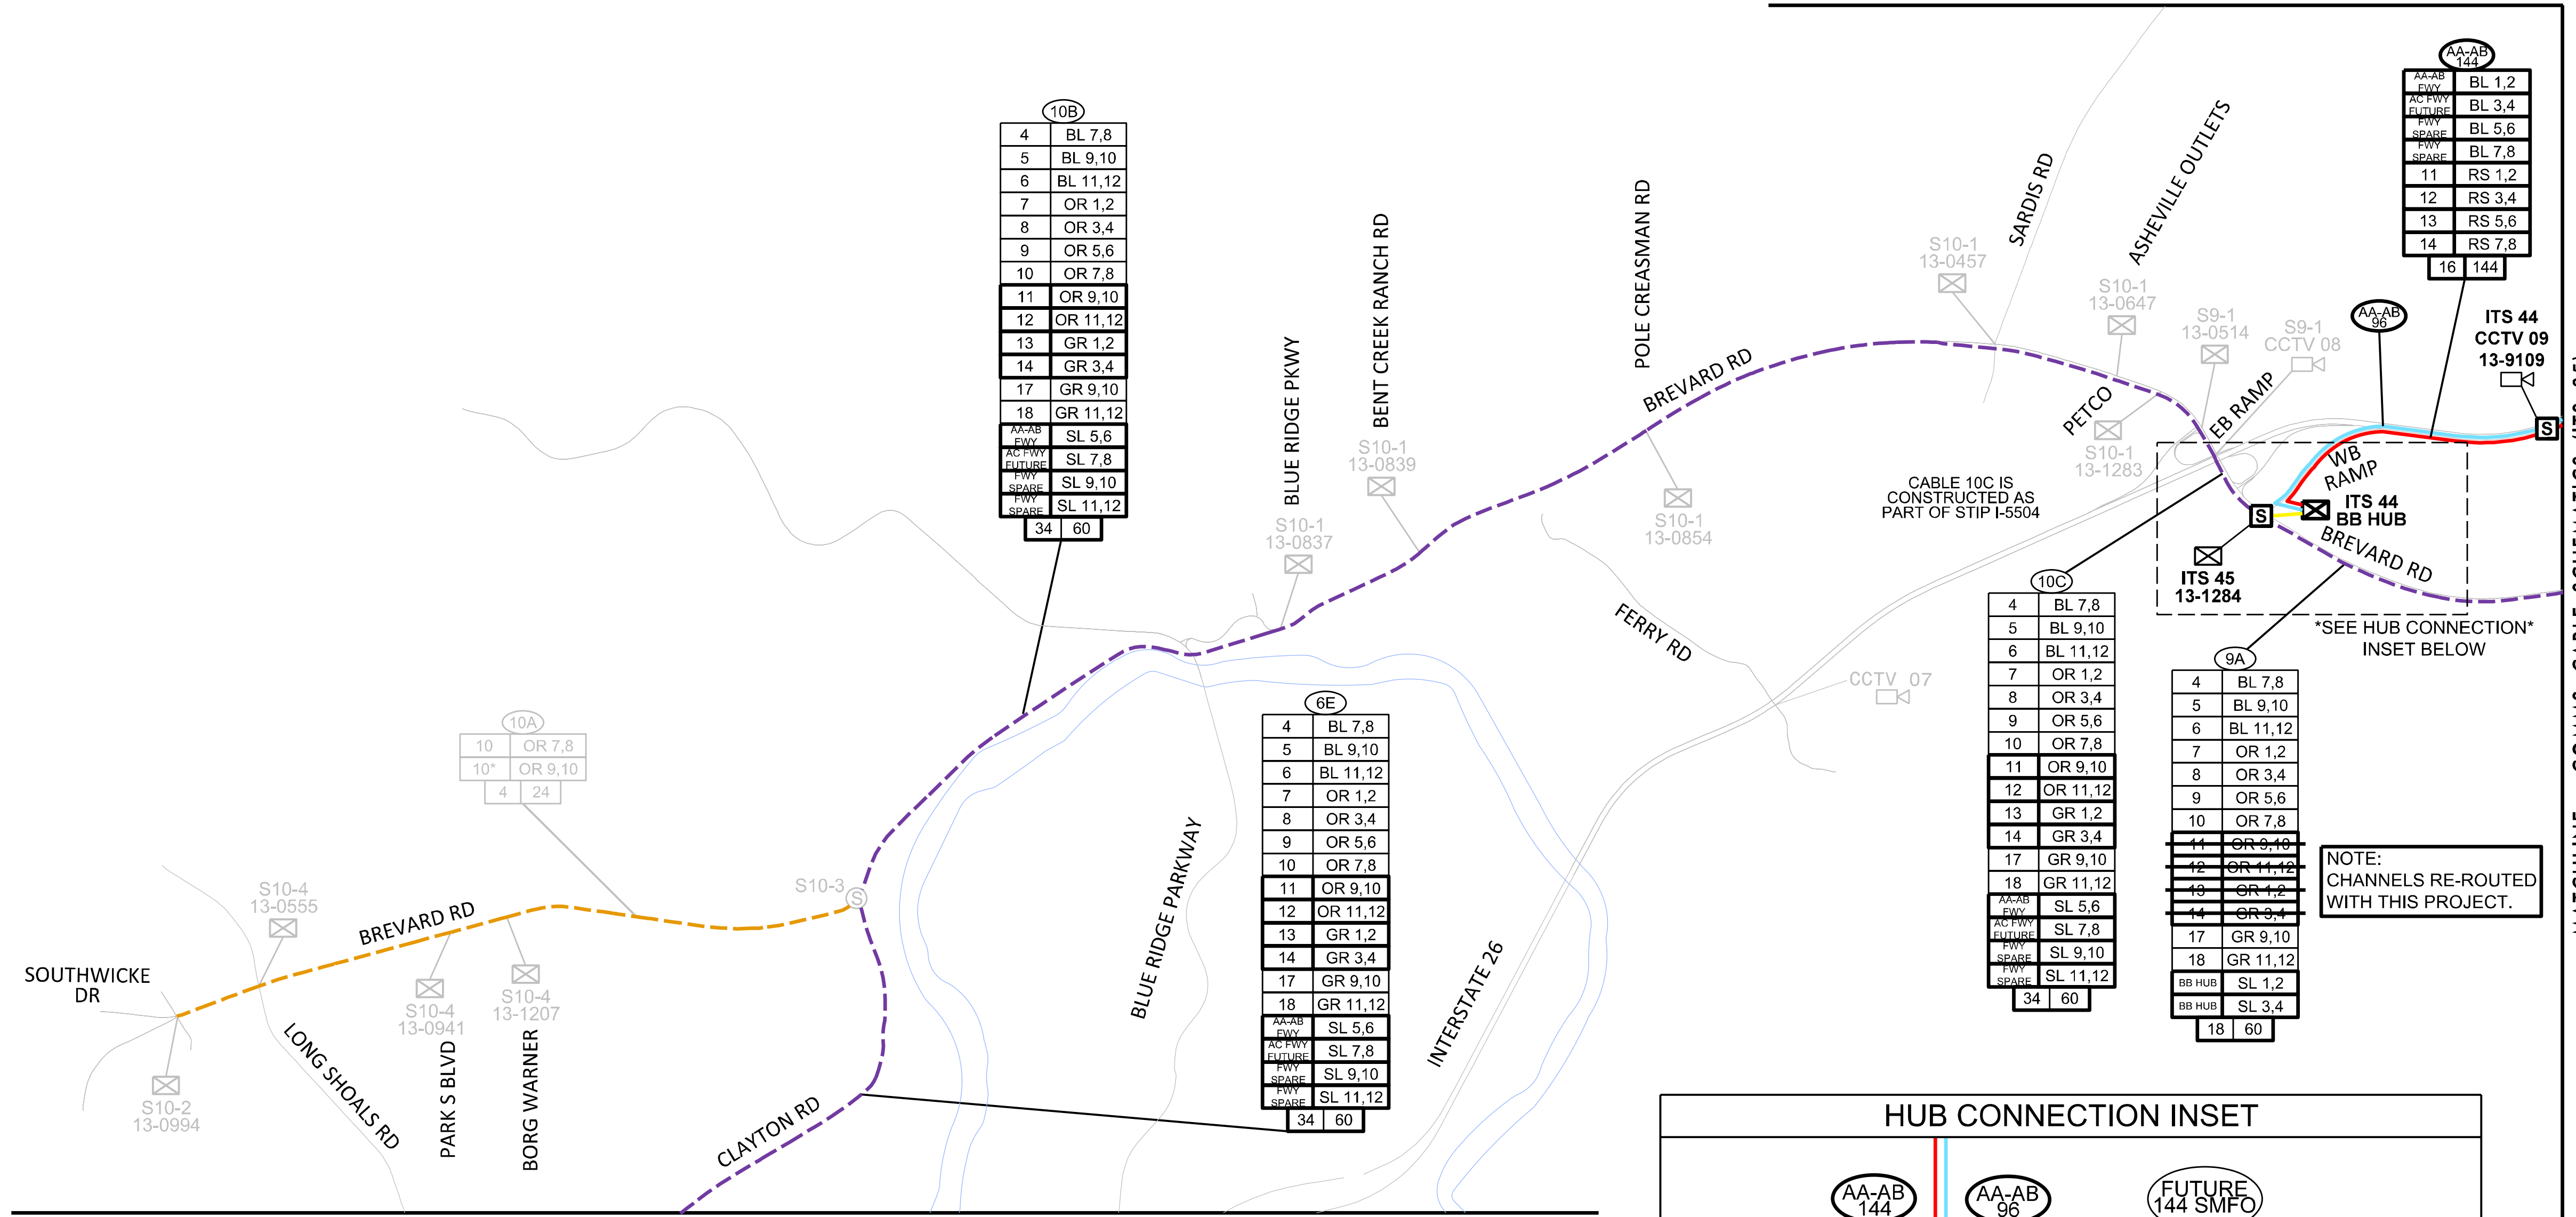 10B
4 BL 7,8
5 BL 9,10
6 BL 11,12
7 OR 1,2
8 OR 3,4
9 OR 5,6
10 OR 7,8
11 OR 9,10
12 OR 11,12
13 GR 1,2
14 GR 3,4
17 GR 9,10
18 GR 11,12
AA-AB FWY SL 5,6
AC FWY FUTURE SL 7,8
FWY SPARE SL 9,10
FWY SPARE SL 11,12
34 60
AA-AB
144
AA-AB FWY BL 1,2
AC FWY FUTURE BL 3,4
FWY SPARE BL 5,6
FWY SPARE BL 7,8
11 RS 1,2
12 RS 3,4
13 RS 5,6
14 RS 7,8
16 144
AA-AB
96
ITS 44
CCTV 09
13-9109
S
SARDIS RD
ASHEVILLE OUTLETS
S10-1
13-0457
S10-1
13-0647
S9-1
13-0514
S9-1
CCTV 08
POLE CREASMAN RD
BENT CREEK RANCH RD
BLUE RIDGE PKWY
BREVARD RD
PETCO
EB RAMP
S10-1
13-1283
WB
RAMP
ITS 44
BB HUB
S
BREVARD RD
ITS 45
13-1284
*SEE HUB CONNECTION*
INSET BELOW
S10-1
13-0839
S10-1
13-0837
S10-1
13-0854
CABLE 10C IS
CONSTRUCTED AS
PART OF STIP I-5504
FERRY RD
CCTV 07
10C
4 BL 7,8
5 BL 9,10
6 BL 11,12
7 OR 1,2
8 OR 3,4
9 OR 5,6
10 OR 7,8
11 OR 9,10
12 OR 11,12
13 GR 1,2
14 GR 3,4
17 GR 9,10
18 GR 11,12
AA-AB FWY SL 5,6
AC FWY FUTURE SL 7,8
FWY SPARE SL 9,10
FWY SPARE SL 11,12
34 60
9A
4 BL 7,8
5 BL 9,10
6 BL 11,12
7 OR 1,2
8 OR 3,4
9 OR 5,6
10 OR 7,8
11 OR 9,10
12 OR 11,12
13 GR 1,2
14 GR 3,4
17 GR 9,10
18 GR 11,12
BB HUB SL 1,2
BB HUB SL 3,4
18 60
NOTE:
CHANNELS RE-ROUTED
WITH THIS PROJECT.
6E
4 BL 7,8
5 BL 9,10
6 BL 11,12
7 OR 1,2
8 OR 3,4
9 OR 5,6
10 OR 7,8
11 OR 9,10
12 OR 11,12
13 GR 1,2
14 GR 3,4
17 GR 9,10
18 GR 11,12
AA-AB FWY SL 5,6
AC FWY FUTURE SL 7,8
FWY SPARE SL 9,10
FWY SPARE SL 11,12
34 60
10A
10 OR 7,8
10* OR 9,10
4 24
S10-3
S
S10-4
13-0555
BREVARD RD
SOUTHWICKE
DR
S10-4
13-0941
S10-4
13-1207
S10-2
13-0994
LONG SHOALS RD
PARK S BLVD
BORG WARNER
CLAYTON RD
BLUE RIDGE PARKWAY
INTERSTATE 26
HUB CONNECTION INSET
AA-AB
144
AA-AB
96
FUTURE
144 SMFO